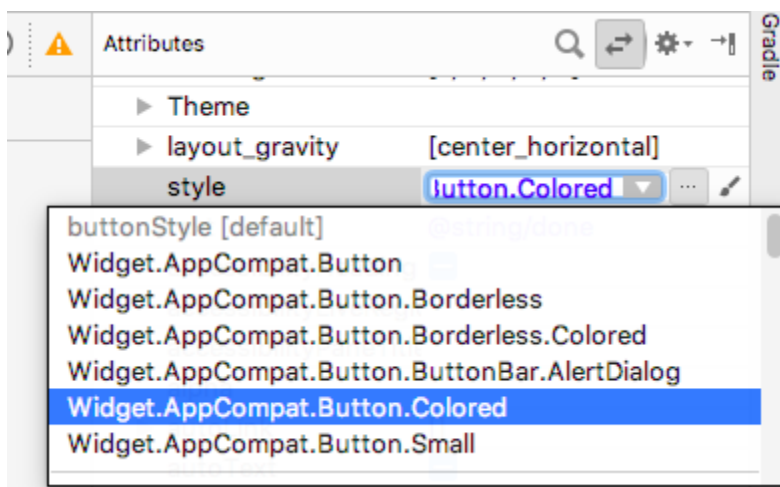 Attributes
Gradle
Theme
layout_gravity [center_horizontal]
style Button.Colored ...
buttonStyle [default] @string/done
Widget.AppCompat.Button
Widget.AppCompat.Button.Borderless
Widget.AppCompat.Button.Borderless.Colored
Widget.AppCompat.Button.ButtonBar.AlertDialog
Widget.AppCompat.Button.Colored
Widget.AppCompat.Button.Small
autoText